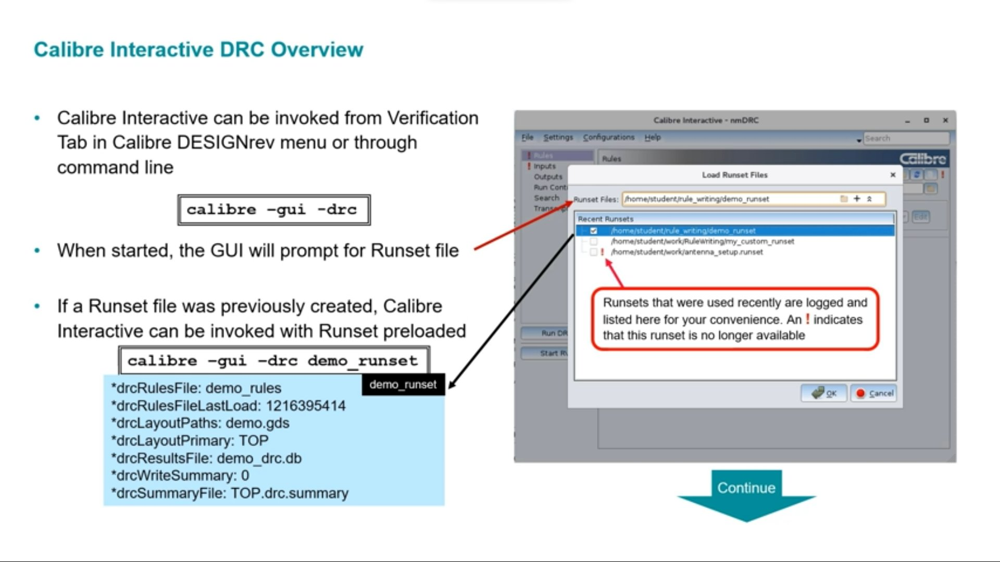 Calibre Interactive DRC Overview
• Calibre Interactive can be invoked from Verification
Tab in Calibre DESIGNrev menu or through
command line
calibre –gui -drc
• When started, the GUI will prompt for Runset file
• If a Runset file was previously created, Calibre
Interactive can be invoked with Runset preloaded
calibre –gui –drc demo_runset
demo_runset
*drcRulesFile: demo_rules
*drcRulesFileLastLoad: 1216395414
*drcLayoutPaths: demo.gds
*drcLayoutPrimary: TOP
*drcResultsFile: demo_drc.db
*drcWriteSummary: 0
*drcSummaryFile: TOP.drc.summary
Calibre Interactive - nmDRC
File Settings Configurations Help
Search
! Rules
! Inputs
Outputs
Run Cont
Search
Rules
Calibre
!
Edit
Run DR
Load Runset Files
Runset Files: /home/student/rule_writing/demo_runset
Recent Runsets
/home/student/rule_writing/demo_runset
/home/student/work/RuleWriting/my_custom_runset
! /home/student/work/antenna_setup.runset
Runsets that were used recently are logged and
listed here for your convenience. An ! indicates
that this runset is no longer available
OK Cancel
Continue